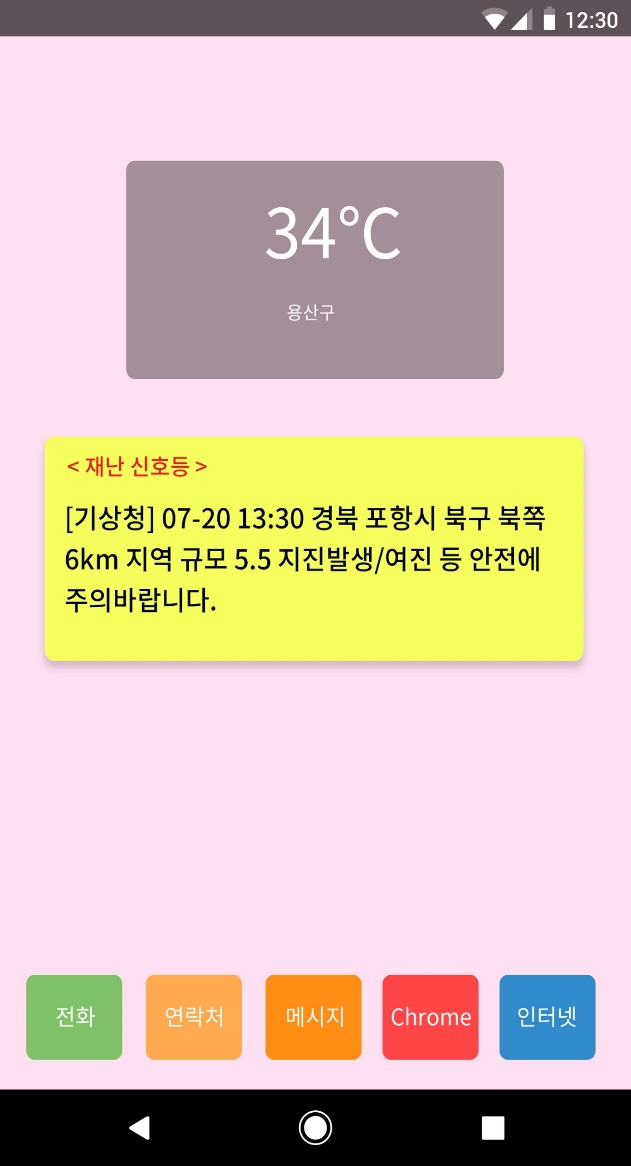 12:30
34°C
용산구
< 재난 신호등 >
[기상청] 07-20 13:30 경북 포항시 북구 북쪽
6km 지역 규모 5.5 지진발생/여진 등 안전에
주의바랍니다.
전화 연락처 메시지 Chrome 인터넷